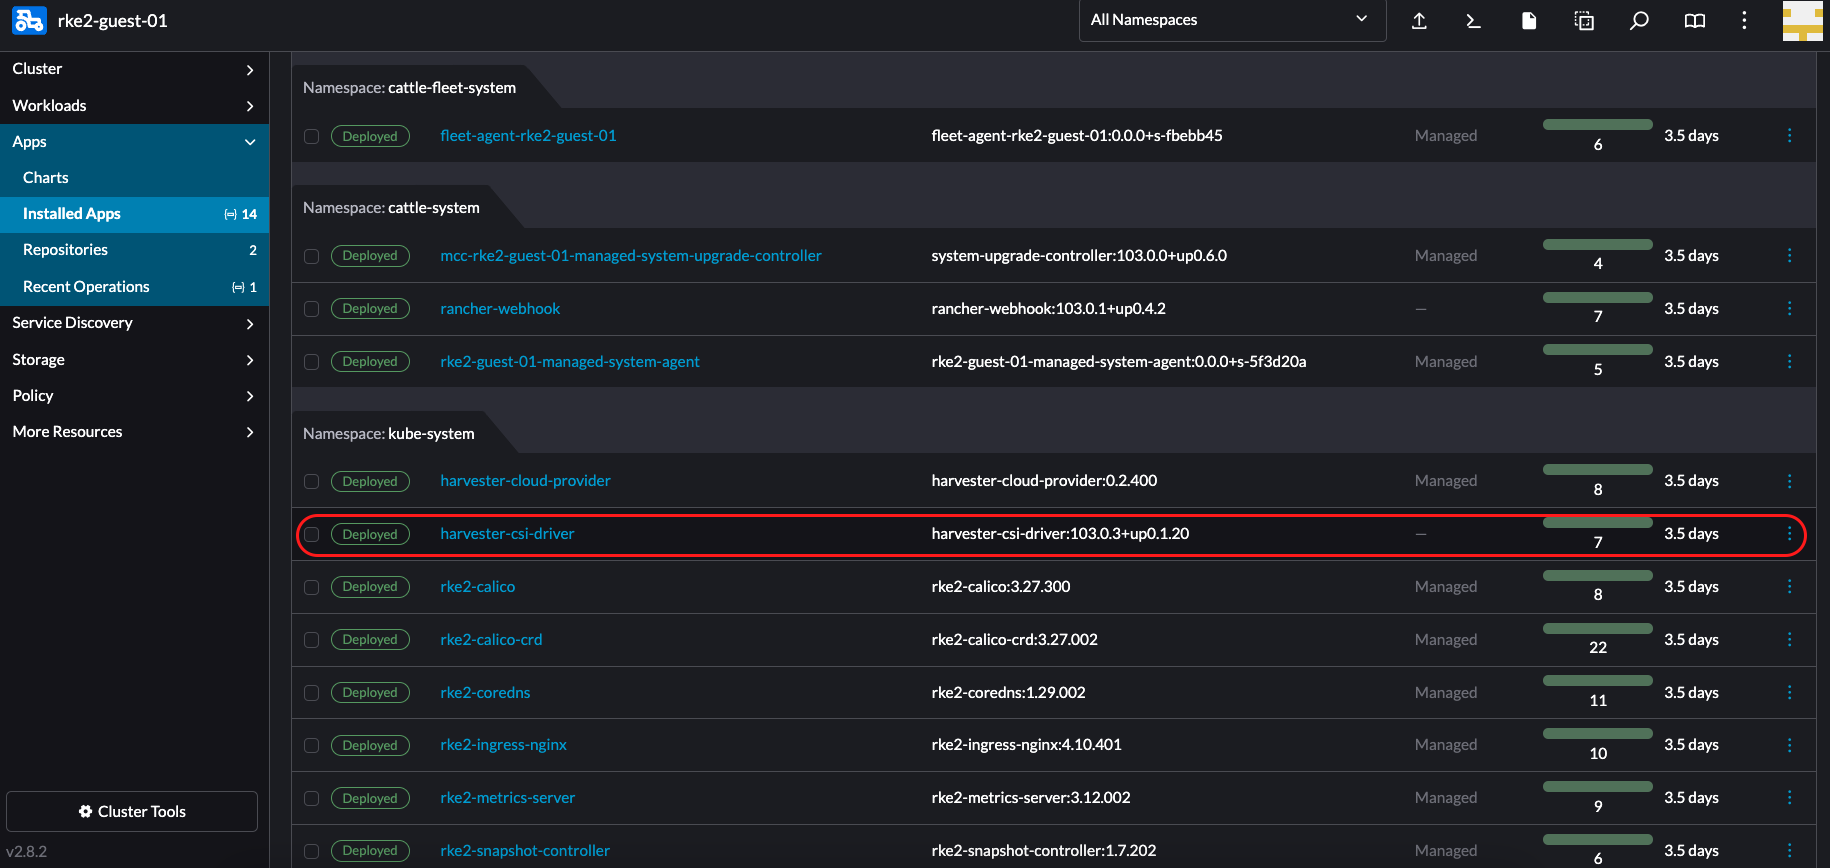 rke2-guest-01
All Namespaces
Cluster
Workloads
Apps
Charts
Installed Apps 14
Repositories 2
Recent Operations 1
Service Discovery
Storage
Policy
More Resources
Cluster Tools
v2.8.2
Namespace: cattle-fleet-system
Deployed fleet-agent-rke2-guest-01 fleet-agent-rke2-guest-01:0.0.0+s-fbebb45 Managed 6 3.5 days
Namespace: cattle-system
Deployed mcc-rke2-guest-01-managed-system-upgrade-controller system-upgrade-controller:103.0.0+up0.6.0 Managed 4 3.5 days
Deployed rancher-webhook rancher-webhook:103.0.1+up0.4.2 — 7 3.5 days
Deployed rke2-guest-01-managed-system-agent rke2-guest-01-managed-system-agent:0.0.0+s-5f3d20a Managed 5 3.5 days
Namespace: kube-system
Deployed harvester-cloud-provider harvester-cloud-provider:0.2.400 Managed 8 3.5 days
Deployed harvester-csi-driver harvester-csi-driver:103.0.3+up0.1.20 — 7 3.5 days
Deployed rke2-calico rke2-calico:3.27.300 Managed 8 3.5 days
Deployed rke2-calico-crd rke2-calico-crd:3.27.002 Managed 22 3.5 days
Deployed rke2-coredns rke2-coredns:1.29.002 Managed 11 3.5 days
Deployed rke2-ingress-nginx rke2-ingress-nginx:4.10.401 Managed 10 3.5 days
Deployed rke2-metrics-server rke2-metrics-server:3.12.002 Managed 9 3.5 days
Deployed rke2-snapshot-controller rke2-snapshot-controller:1.7.202 Managed 6 3.5 days